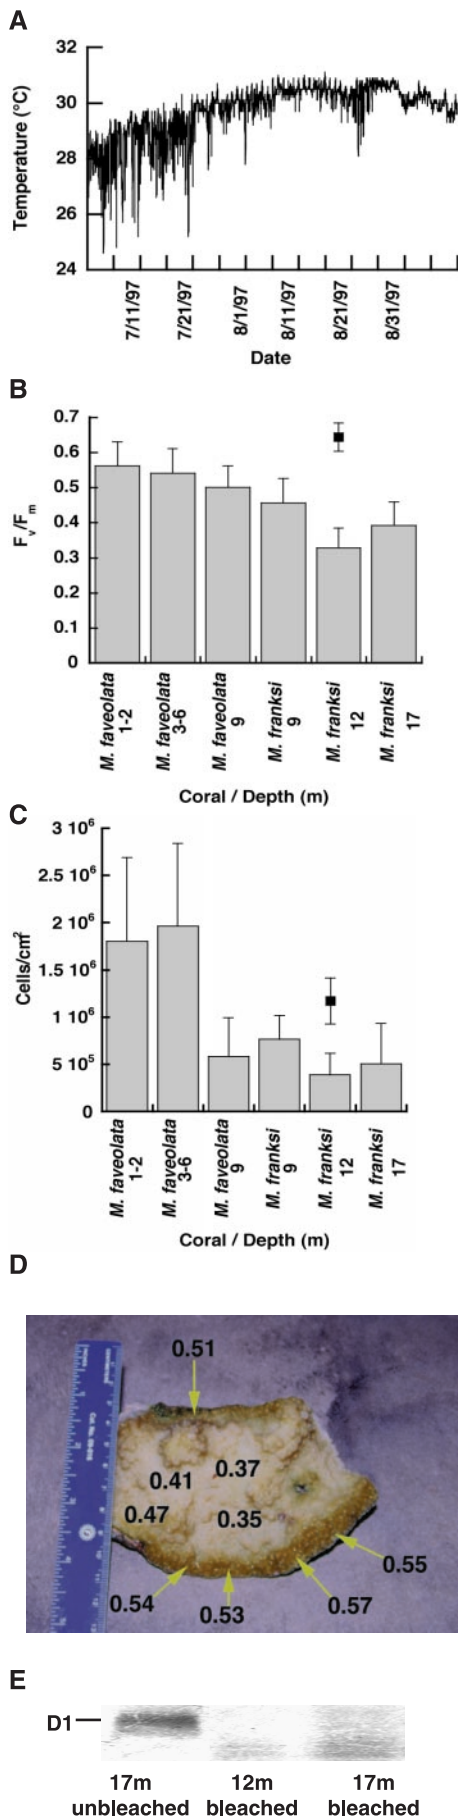 A
32
30
28
26
24
Temperature (°C)
7/11/97
7/21/97
8/1/97
8/11/97
8/21/97
8/31/97
Date
B
0.7
0.6
0.5
0.4
0.3
0.2
0.1
0
Fv/Fm
M. faveolata
1-2
M. faveolata
3-6
M. faveolata
9
M. franksi
9
M. franksi
12
M. franksi
17
Coral / Depth (m)
C
3 10⁶
2.5 10⁶
2 10⁶
1.5 10⁶
1 10⁶
5 10⁵
0
Cells/cm²
M. faveolata
1-2
M. faveolata
3-6
M. faveolata
9
M. franksi
9
M. franksi
12
M. franksi
17
Coral / Depth (m)
D
0.51
0.41
0.37
0.47
0.35
0.55
0.54
0.53
0.57
E
D1
17m
unbleached
12m
bleached
17m
bleached